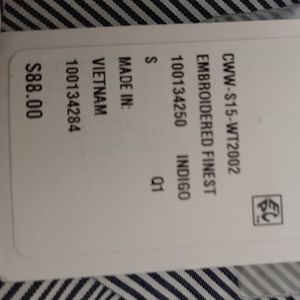 CWW-S15-WT2002
EMBROIDERED FINEST
100134250 INDIGO
S Q1
MADE IN:
VIETNAM
100134284
$88.00